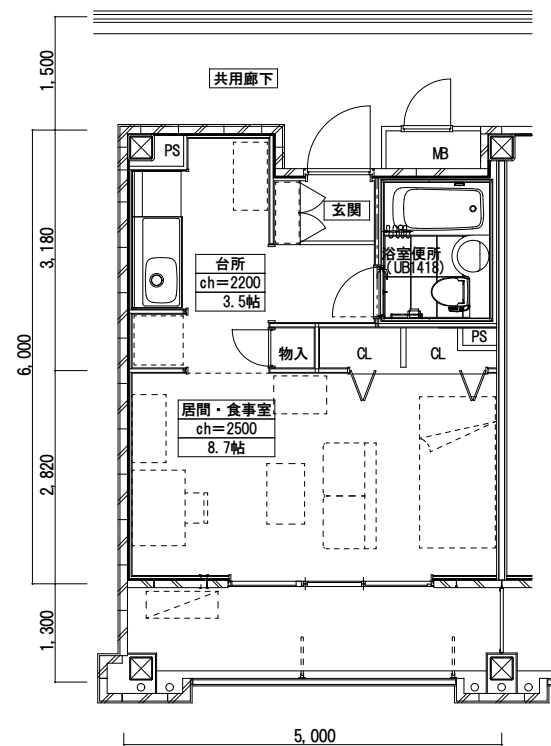 1,500
共用廊下
6,000
3,180
PS
MB
玄関
台所
ch=2200
3.5帖
浴室便所
(UB1418)
物入
CL
CL
PS
居間・食事室
ch=2500
8.7帖
2,820
1,300
5,000